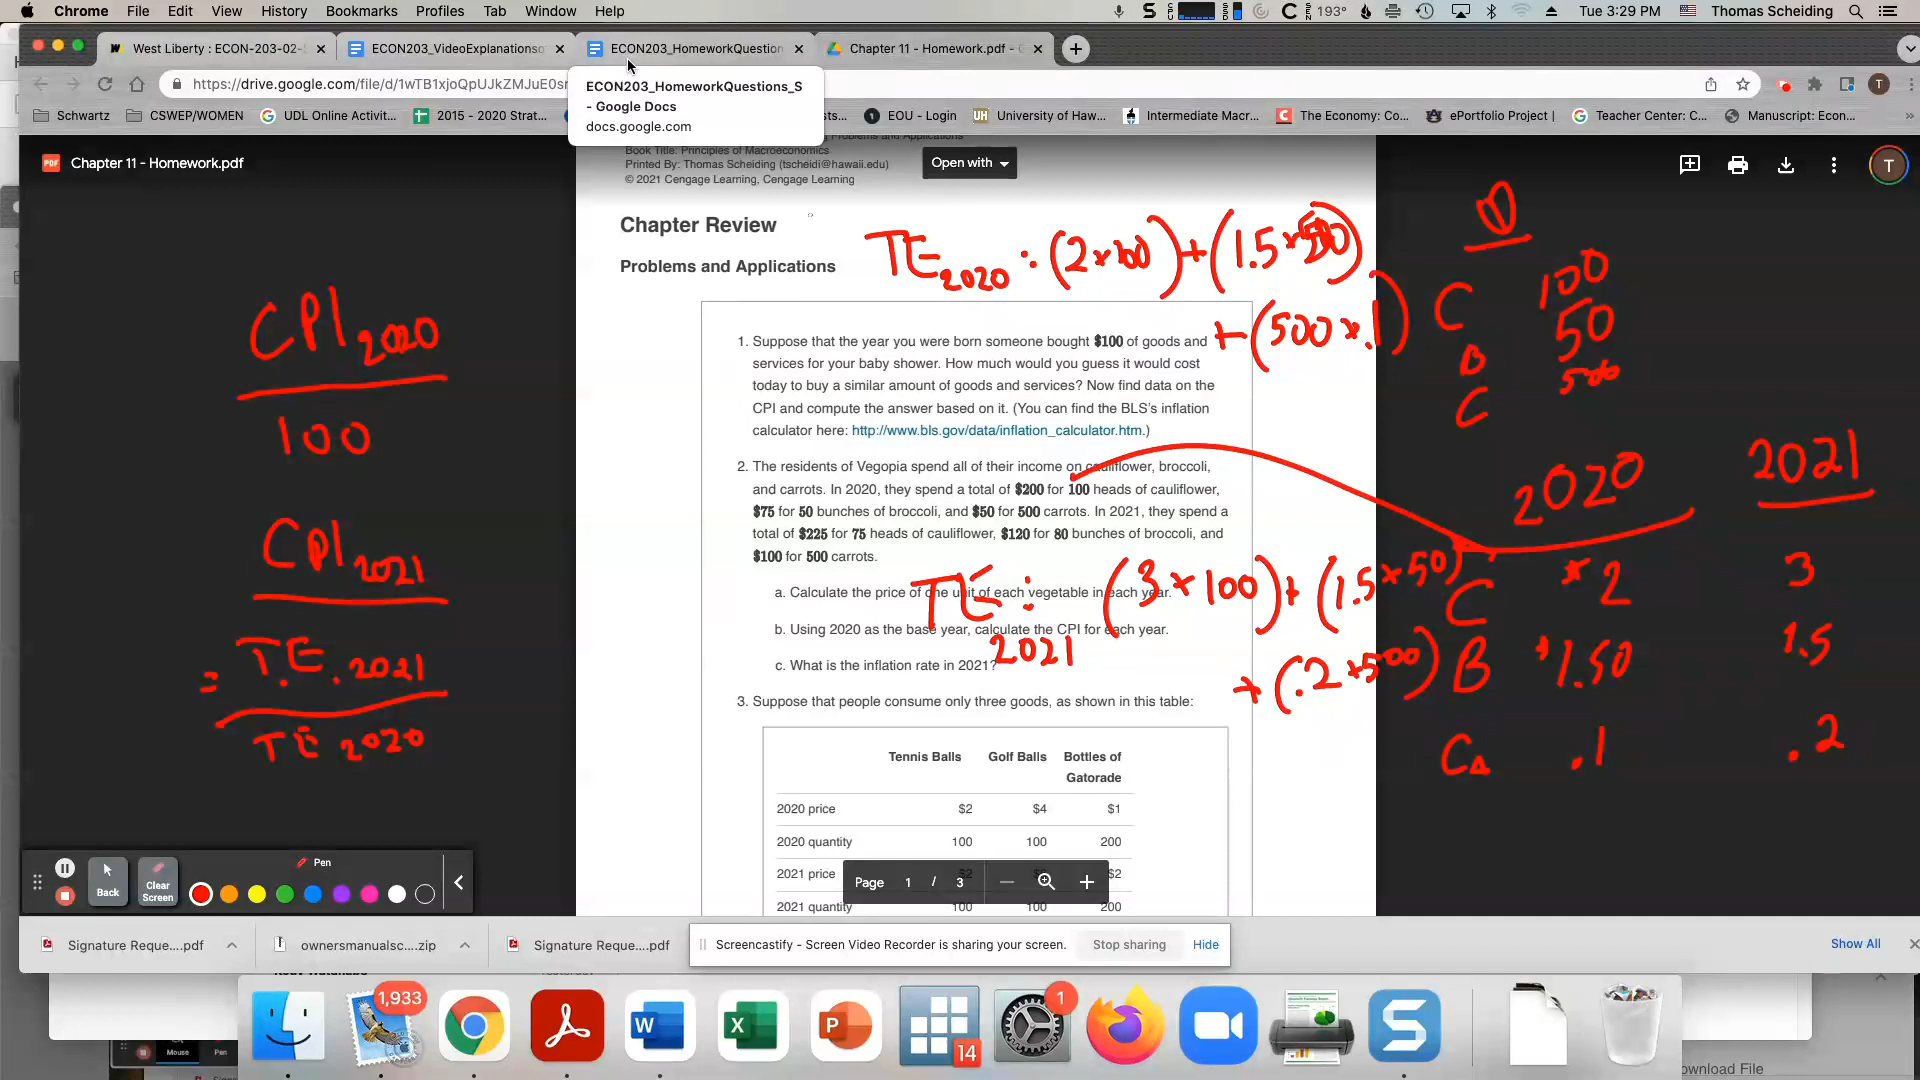 Chrome File Edit View History Bookmarks Profiles Tab Window Help 193° Tue 3:29 PM Thomas Scheiding
West Liberty : ECON-203-02- ECON203_VideoExplanationso ECON203_HomeworkQuestion Chapter 11 - Homework.pdf -
https://drive.google.com/file/d/1wTB1xjoQpUJkZMJuE0sr
ECON203_HomeworkQuestions_S
- Google Docs
docs.google.com
Schwartz CSWEP/WOMEN UDL Online Activit... 2015 - 2020 Strat... EOU - Login University of Haw... Intermediate Macr... The Economy: Co... ePortfolio Project | Teacher Center: C... Manuscript: Econ...
Chapter 11 - Homework.pdf
Open with
Book Title: Principles of Macroeconomics
Printed By: Thomas Scheiding (tscheidi@hawaii.edu)
© 2021 Cengage Learning, Cengage Learning
Chapter Review
Problems and Applications
TE2020 : (2×100) + (1.5×50)
+ (500×.1)
1. Suppose that the year you were born someone bought $100 of goods and
services for your baby shower. How much would you guess it would cost
today to buy a similar amount of goods and services? Now find data on the
CPI and compute the answer based on it. (You can find the BLS's inflation
calculator here: http://www.bls.gov/data/inflation_calculator.htm.)
2. The residents of Vegopia spend all of their income on cauliflower, broccoli,
and carrots. In 2020, they spend a total of $200 for 100 heads of cauliflower,
$75 for 50 bunches of broccoli, and $50 for 500 carrots. In 2021, they spend a
total of $225 for 75 heads of cauliflower, $120 for 80 bunches of broccoli, and
$100 for 500 carrots.
a. Calculate the price of one unit of each vegetable in each year.
b. Using 2020 as the base year, calculate the CPI for each year.
c. What is the inflation rate in 2021?
TE2021 : (3×100) + (1.5×50)
+ (.2×500)
3. Suppose that people consume only three goods, as shown in this table:
Tennis Balls Golf Balls Bottles of
Gatorade
2020 price $2 $4 $1
2020 quantity 100 100 200
2021 price $2 $2
2021 quantity 100 100 200
Page 1 / 3
CPI2020
100
CPI2021
= T.E.2021
TE 2020
C 100
B 50
C 500
2020 2021
C 2 3
B $1.50 1.5
Ca .1 .2
Pen
Back
Clear
Screen
Signature Reque....pdf ownersmanualsc....zip Signature Reque....pdf
Screencastify - Screen Video Recorder is sharing your screen. Stop sharing Hide
Show All
1,933
1
14
Mouse Pen
ownload File